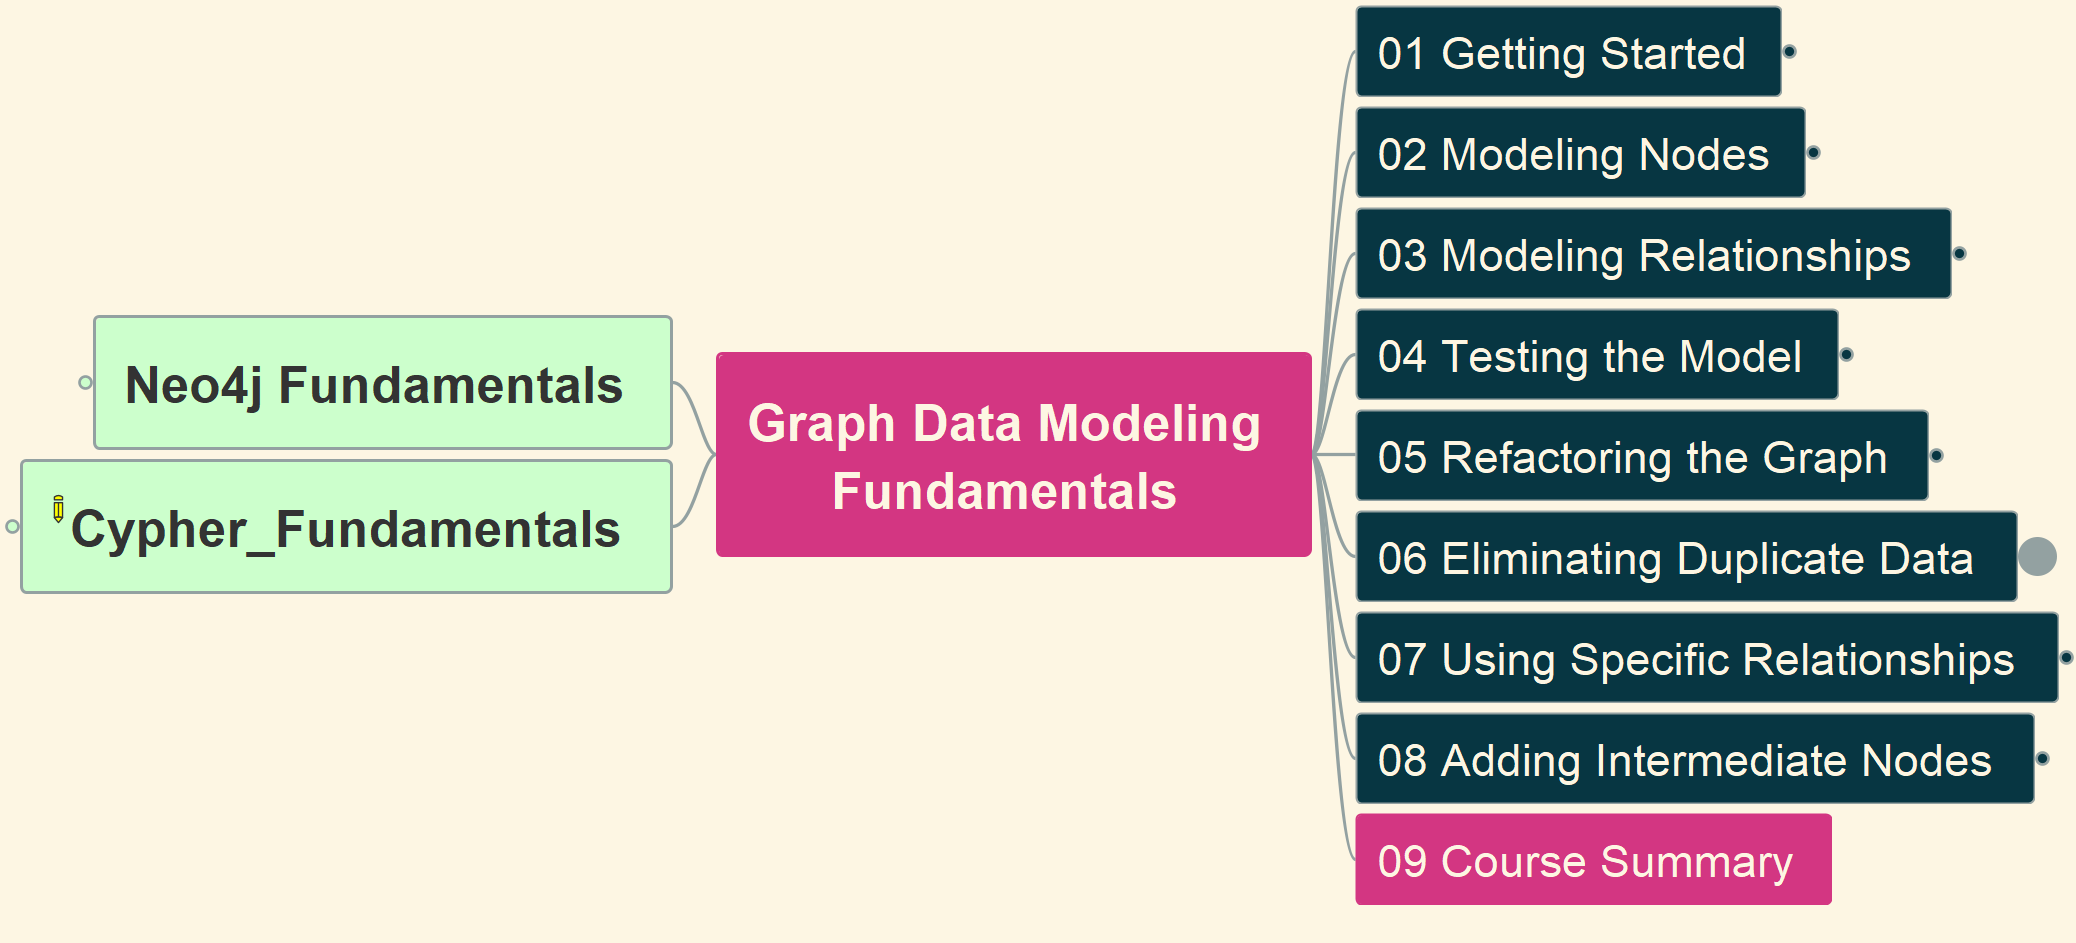 Neo4j Fundamentals
Cypher_Fundamentals
Graph Data Modeling
Fundamentals
01 Getting Started
02 Modeling Nodes
03 Modeling Relationships
04 Testing the Model
05 Refactoring the Graph
06 Eliminating Duplicate Data
07 Using Specific Relationships
08 Adding Intermediate Nodes
09 Course Summary